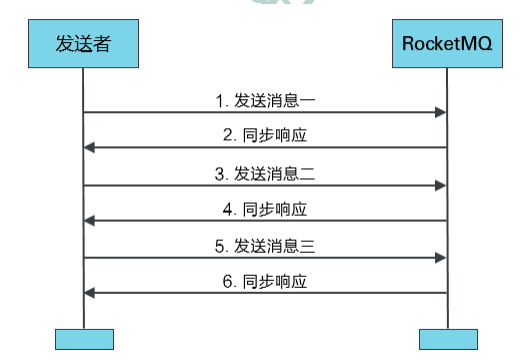 发送者
RocketMQ
1. 发送消息一
2. 同步响应
3. 发送消息二
4. 同步响应
5. 发送消息三
6. 同步响应